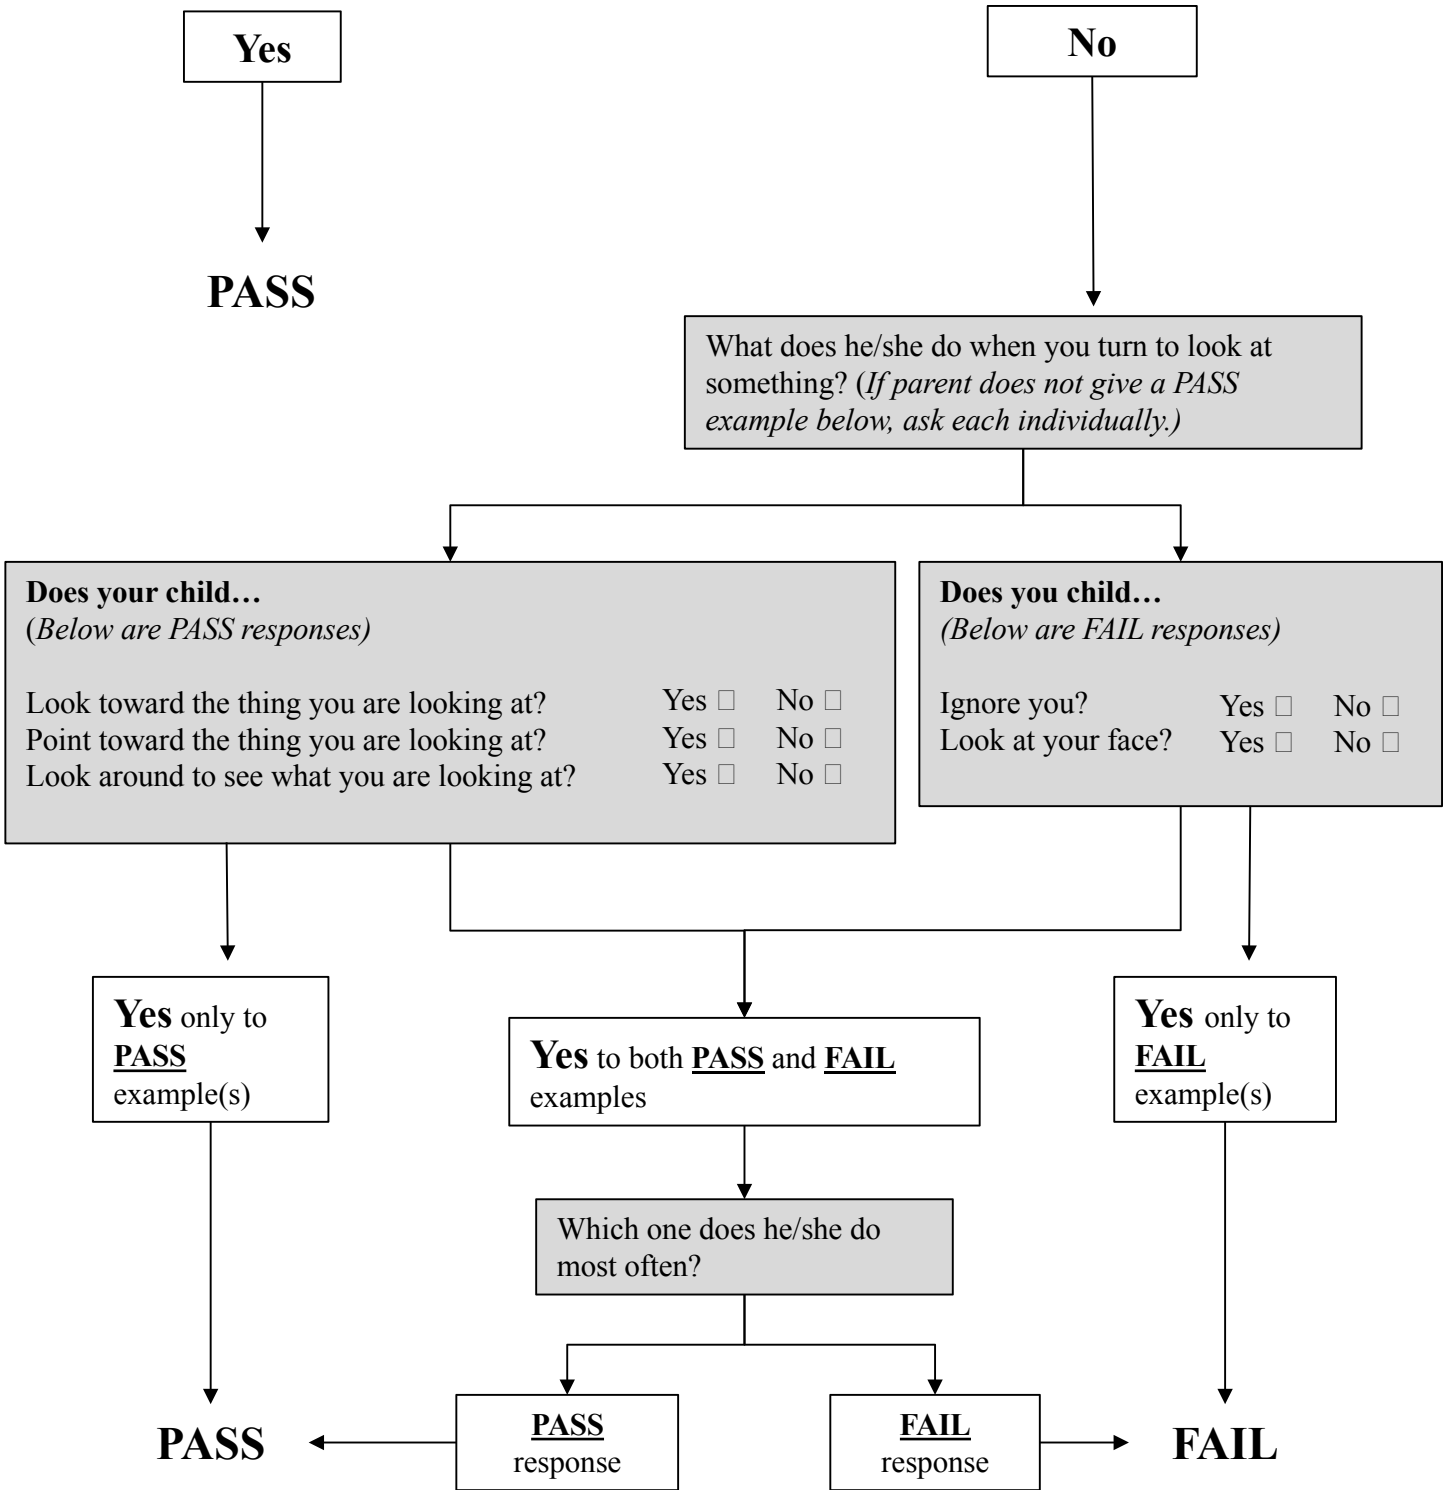 Yes
No
PASS
What does he/she do when you turn to look at
something? (If parent does not give a PASS
example below, ask each individually.)
Does your child…
(Below are PASS responses)
Look toward the thing you are looking at? Yes □ No □
Point toward the thing you are looking at? Yes □ No □
Look around to see what you are looking at? Yes □ No □
Does you child…
(Below are FAIL responses)
Ignore you? Yes □ No □
Look at your face? Yes □ No □
Yes only to
PASS
example(s)
Yes to both PASS and FAIL
examples
Yes only to
FAIL
example(s)
Which one does he/she do
most often?
PASS
PASS
response
FAIL
response
FAIL